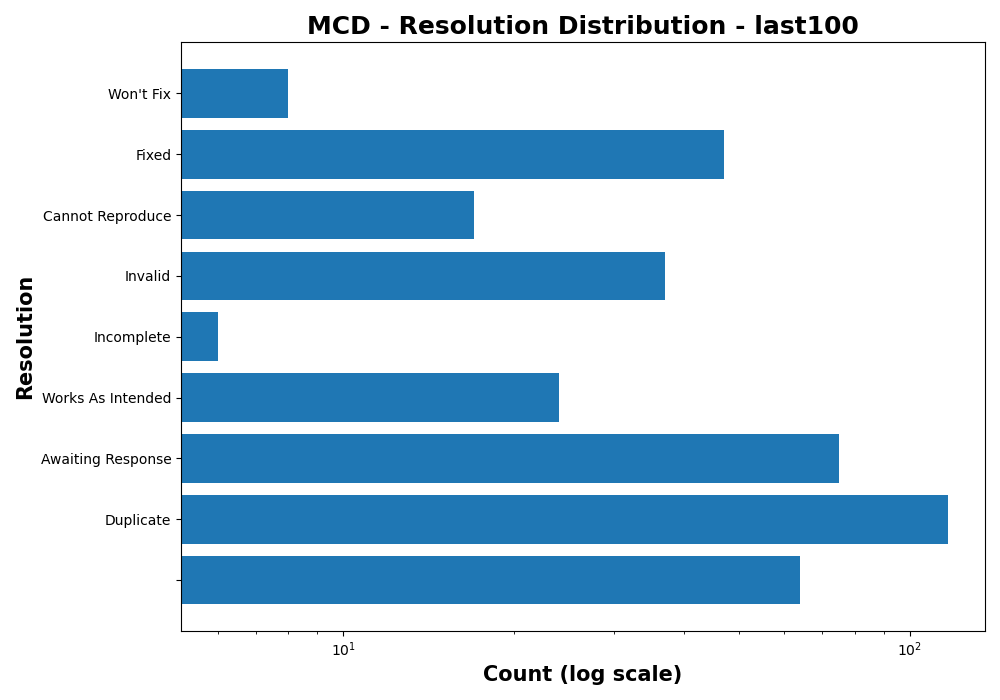 MCD - Resolution Distribution - last100
Won't Fix
Fixed
Cannot Reproduce
Invalid
Incomplete
Works As Intended
Awaiting Response
Duplicate
Resolution
10¹ 10²
Count (log scale)